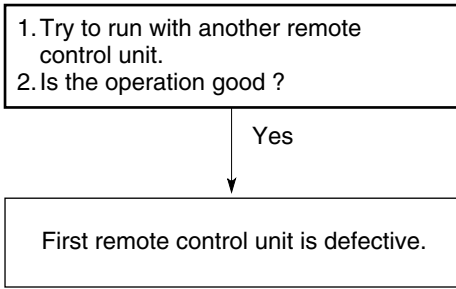 1. Try to run with another remote
control unit.
2. Is the operation good ?
Yes
First remote control unit is defective.